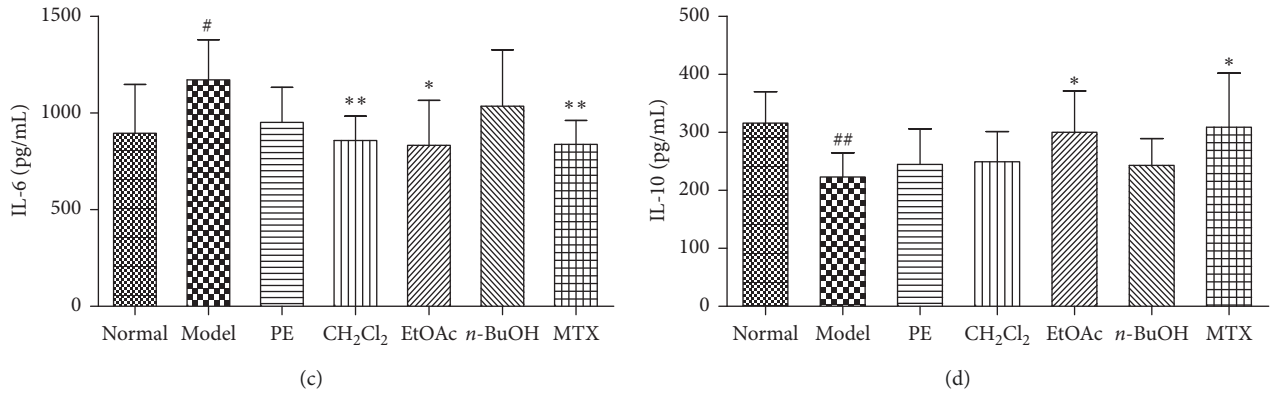 IL-6 (pg/mL)
1500
1000
500
0
#
**
*
**
Normal Model PE CH₂Cl₂ EtOAc n-BuOH MTX
(c)
IL-10 (pg/mL)
500
400
300
200
100
0
##
*
*
Normal Model PE CH₂Cl₂ EtOAc n-BuOH MTX
(d)